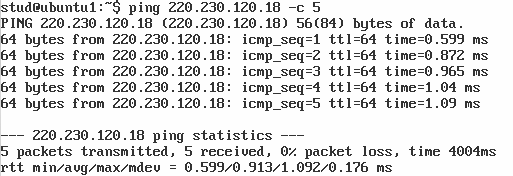 stud@ubuntu1:~$ ping 220.230.120.18 -c 5
PING 220.230.120.18 (220.230.120.18) 56(84) bytes of data.
64 bytes from 220.230.120.18: icmp_seq=1 ttl=64 time=0.599 ms
64 bytes from 220.230.120.18: icmp_seq=2 ttl=64 time=0.872 ms
64 bytes from 220.230.120.18: icmp_seq=3 ttl=64 time=0.965 ms
64 bytes from 220.230.120.18: icmp_seq=4 ttl=64 time=1.04 ms
64 bytes from 220.230.120.18: icmp_seq=5 ttl=64 time=1.09 ms
--- 220.230.120.18 ping statistics ---
5 packets transmitted, 5 received, 0% packet loss, time 4004ms
rtt min/avg/max/mdev = 0.599/0.913/1.092/0.176 ms